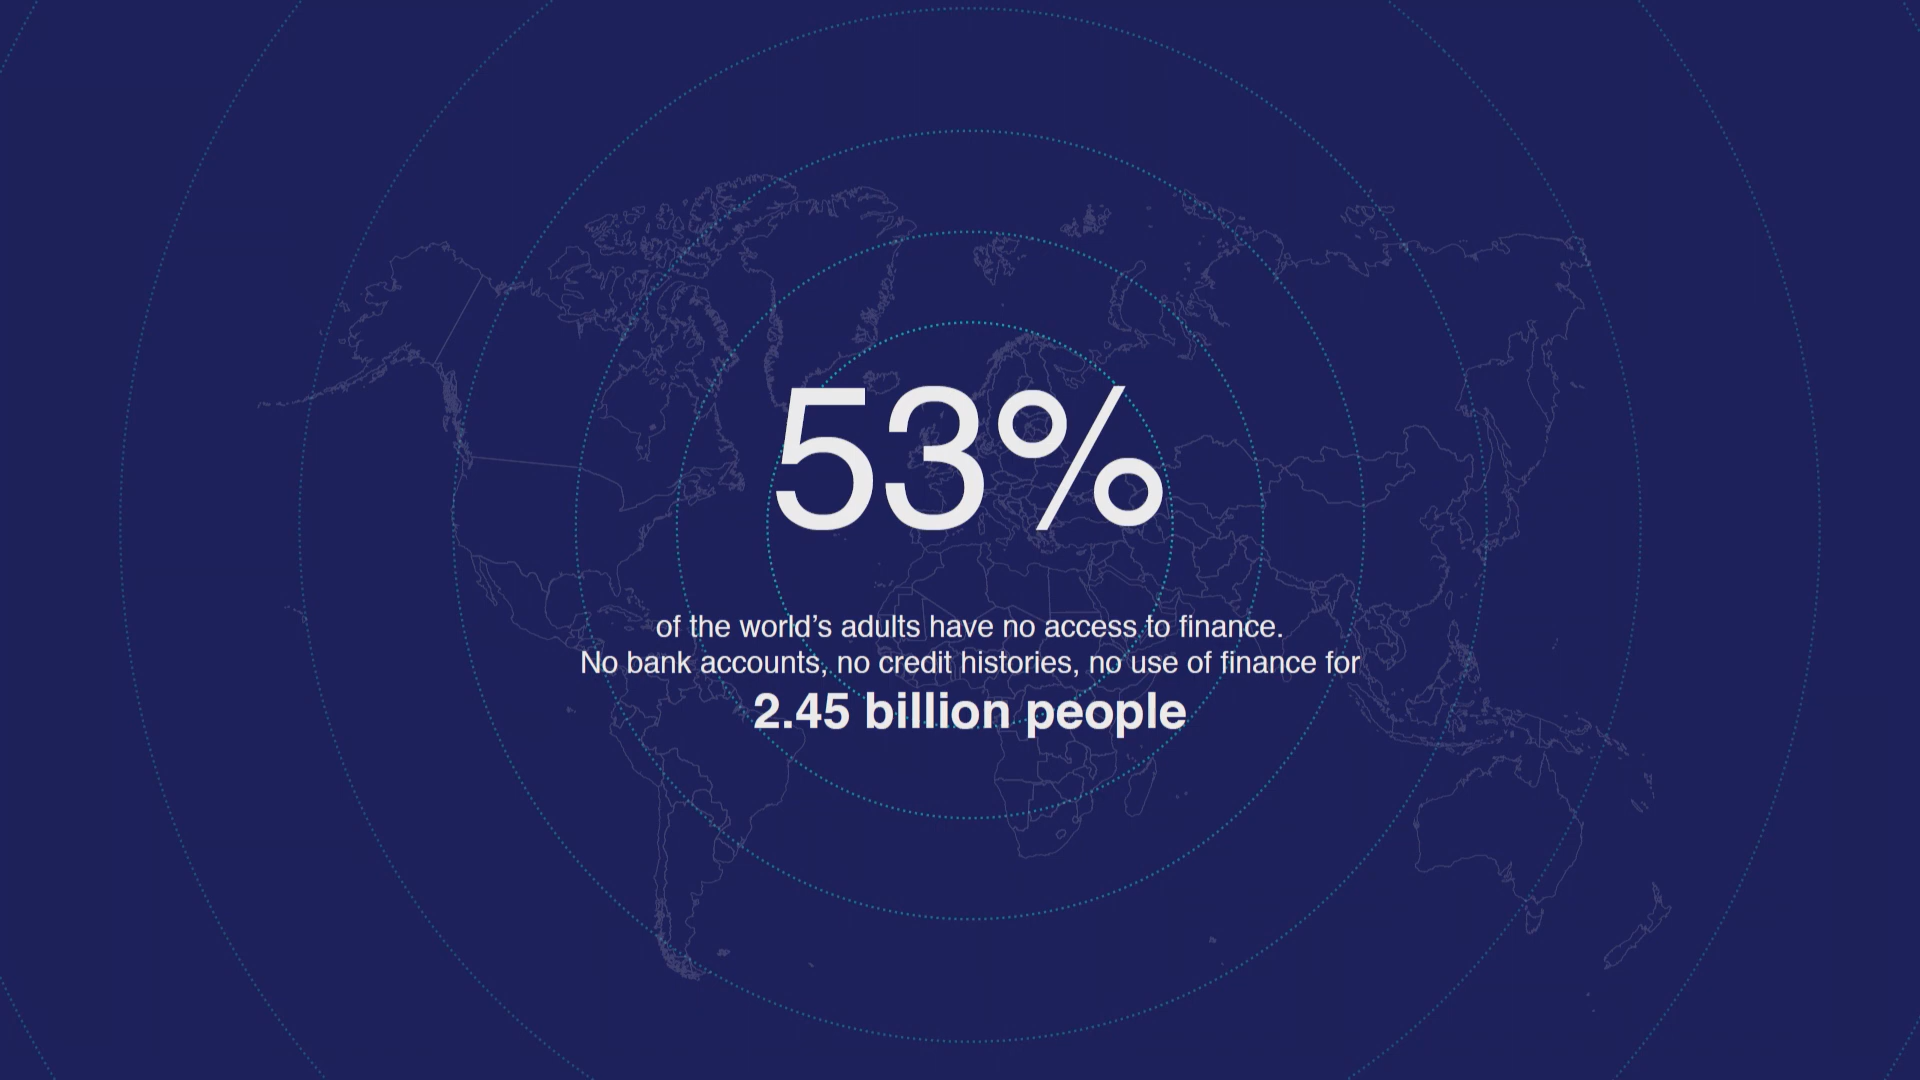 53%
of the world’s adults have no access to finance.
No bank accounts, no credit histories, no use of finance for
2.45 billion people